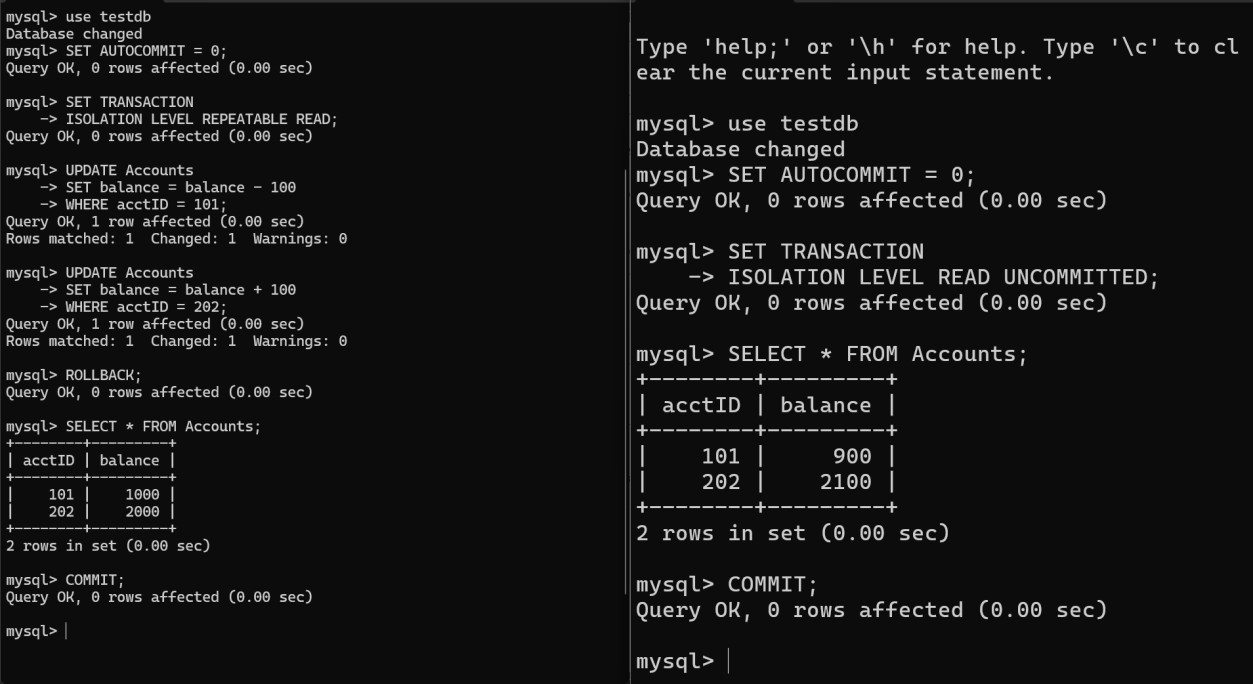 mysql> use testdb
Database changed
mysql> SET AUTOCOMMIT = 0;
Query OK, 0 rows affected (0.00 sec)
mysql> SET TRANSACTION
    -> ISOLATION LEVEL REPEATABLE READ;
Query OK, 0 rows affected (0.00 sec)
mysql> UPDATE Accounts
    -> SET balance = balance - 100
    -> WHERE acctID = 101;
Query OK, 1 row affected (0.00 sec)
Rows matched: 1  Changed: 1  Warnings: 0
mysql> UPDATE Accounts
    -> SET balance = balance + 100
    -> WHERE acctID = 202;
Query OK, 1 row affected (0.00 sec)
Rows matched: 1  Changed: 1  Warnings: 0
mysql> ROLLBACK;
Query OK, 0 rows affected (0.00 sec)
mysql> SELECT * FROM Accounts;
+--------+---------+
| acctID | balance |
+--------+---------+
|    101 |    1000 |
|    202 |    2000 |
+--------+---------+
2 rows in set (0.00 sec)
mysql> COMMIT;
Query OK, 0 rows affected (0.00 sec)
mysql>
Type 'help;' or '\h' for help. Type '\c' to cl
ear the current input statement.
mysql> use testdb
Database changed
mysql> SET AUTOCOMMIT = 0;
Query OK, 0 rows affected (0.00 sec)
mysql> SET TRANSACTION
    -> ISOLATION LEVEL READ UNCOMMITTED;
Query OK, 0 rows affected (0.00 sec)
mysql> SELECT * FROM Accounts;
+--------+---------+
| acctID | balance |
+--------+---------+
|    101 |     900 |
|    202 |    2100 |
+--------+---------+
2 rows in set (0.00 sec)
mysql> COMMIT;
Query OK, 0 rows affected (0.00 sec)
mysql>